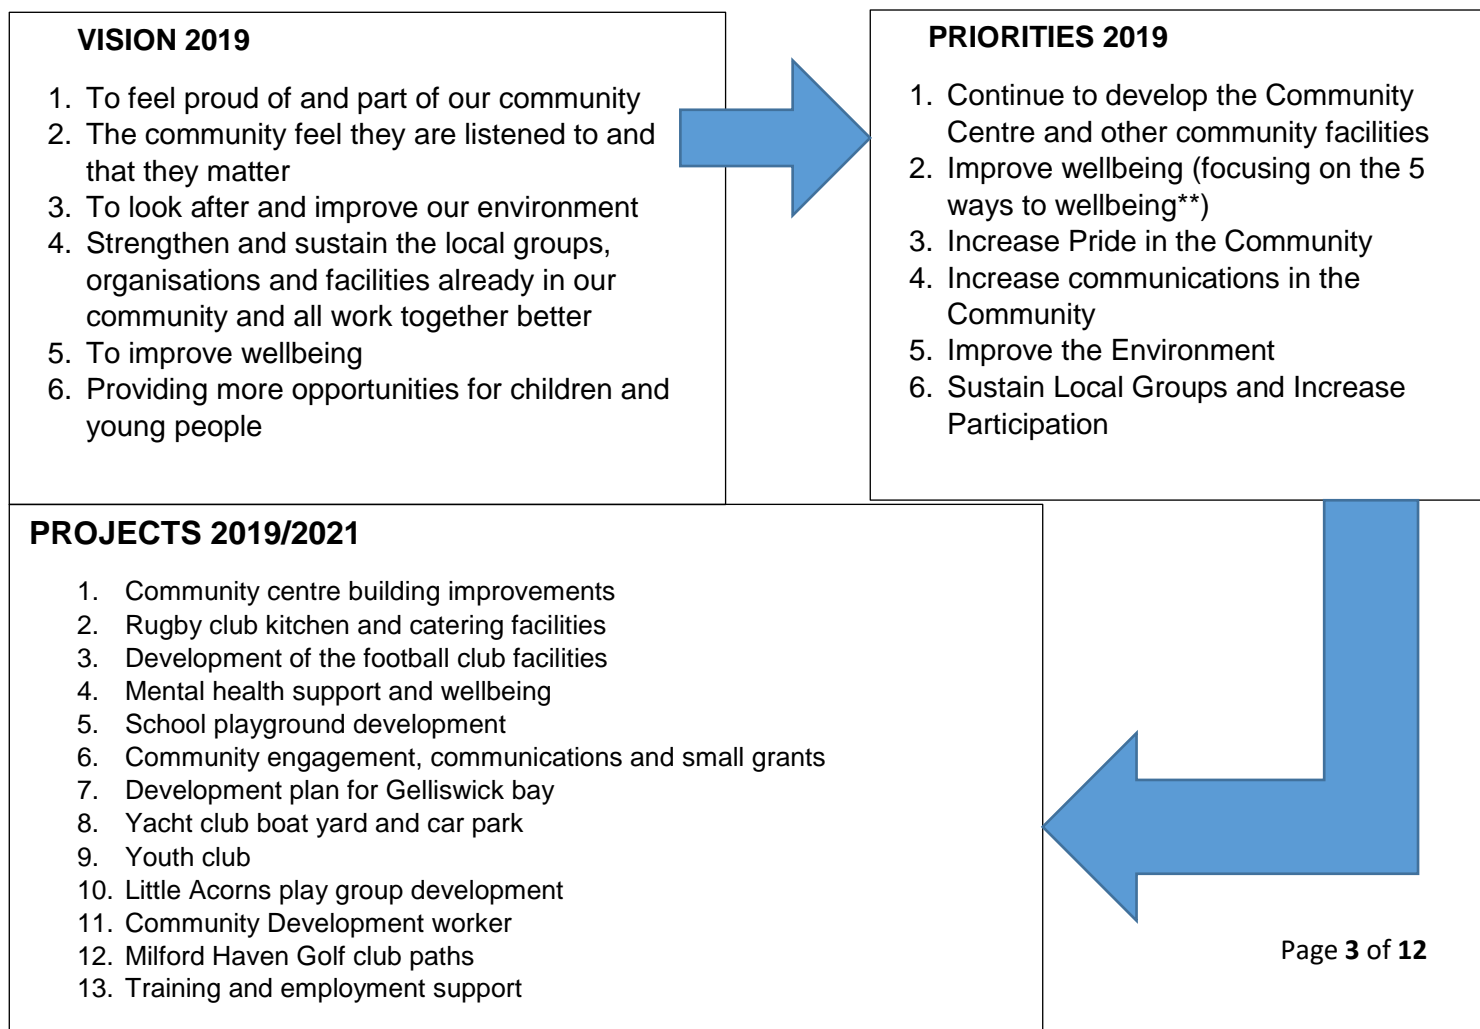 VISION 2019
1. To feel proud of and part of our community
2. The community feel they are listened to and
that they matter
3. To look after and improve our environment
4. Strengthen and sustain the local groups,
organisations and facilities already in our
community and all work together better
5. To improve wellbeing
6. Providing more opportunities for children and
young people
PRIORITIES 2019
1. Continue to develop the Community
Centre and other community facilities
2. Improve wellbeing (focusing on the 5
ways to wellbeing**)
3. Increase Pride in the Community
4. Increase communications in the
Community
5. Improve the Environment
6. Sustain Local Groups and Increase
Participation
PROJECTS 2019/2021
1. Community centre building improvements
2. Rugby club kitchen and catering facilities
3. Development of the football club facilities
4. Mental health support and wellbeing
5. School playground development
6. Community engagement, communications and small grants
7. Development plan for Gelliswick bay
8. Yacht club boat yard and car park
9. Youth club
10. Little Acorns play group development
11. Community Development worker
12. Milford Haven Golf club paths
13. Training and employment support
Page 3 of 12